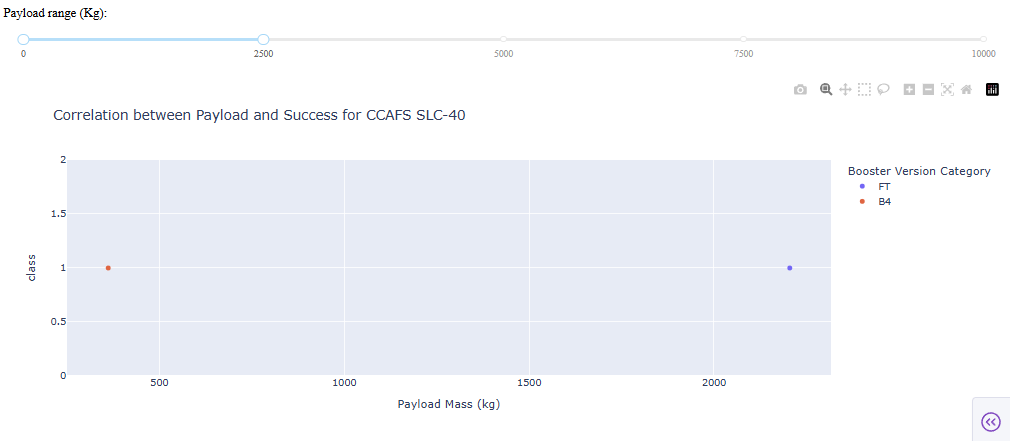 Payload range (Kg):
0 2500 5000 7500 10000
Correlation between Payload and Success for CCAFS SLC-40
2
1.5
1
0.5
0
class
500 1000 1500 2000
Payload Mass (kg)
Booster Version Category
FT
B4